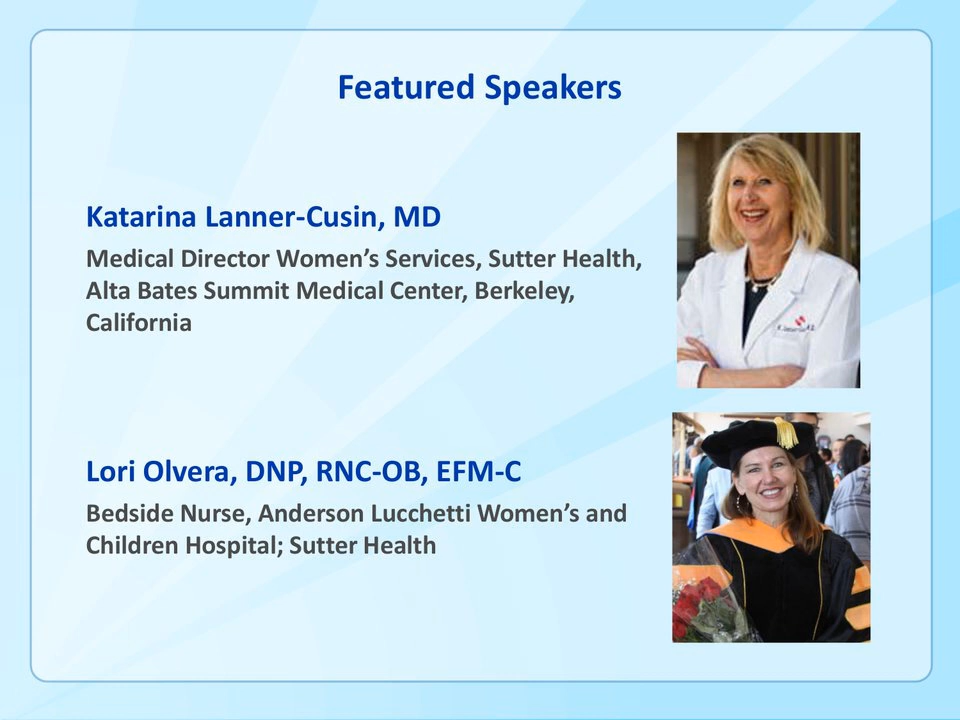 Featured Speakers
Katarina Lanner-Cusin, MD
Medical Director Women’s Services, Sutter Health,
Alta Bates Summit Medical Center, Berkeley,
California
Lori Olvera, DNP, RNC-OB, EFM-C
Bedside Nurse, Anderson Lucchetti Women’s and
Children Hospital; Sutter Health